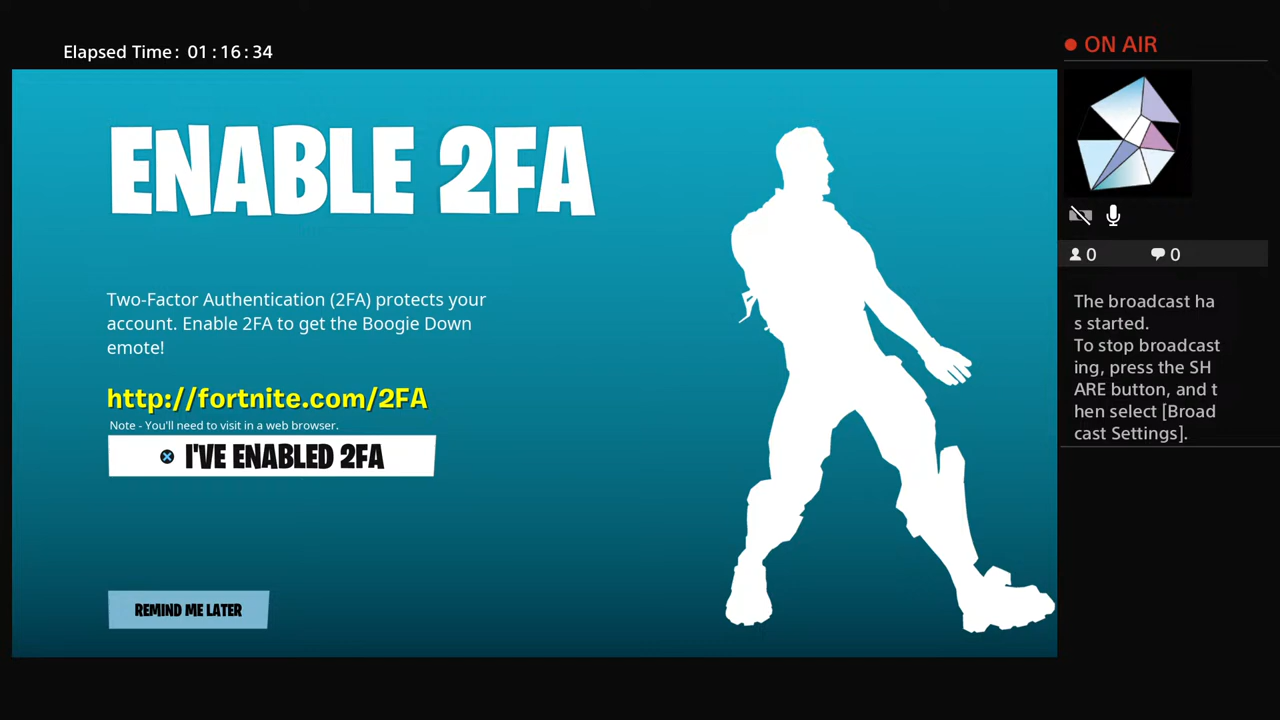 Elapsed Time: 01:16:34
ON AIR
ENABLE 2FA
Two-Factor Authentication (2FA) protects your
account. Enable 2FA to get the Boogie Down
emote!
http://fortnite.com/2FA
Note - You'll need to visit in a web browser.
I'VE ENABLED 2FA
REMIND ME LATER
0 0
The broadcast ha
s started.
To stop broadcast
ing, press the SH
ARE button, and t
hen select [Broad
cast Settings].